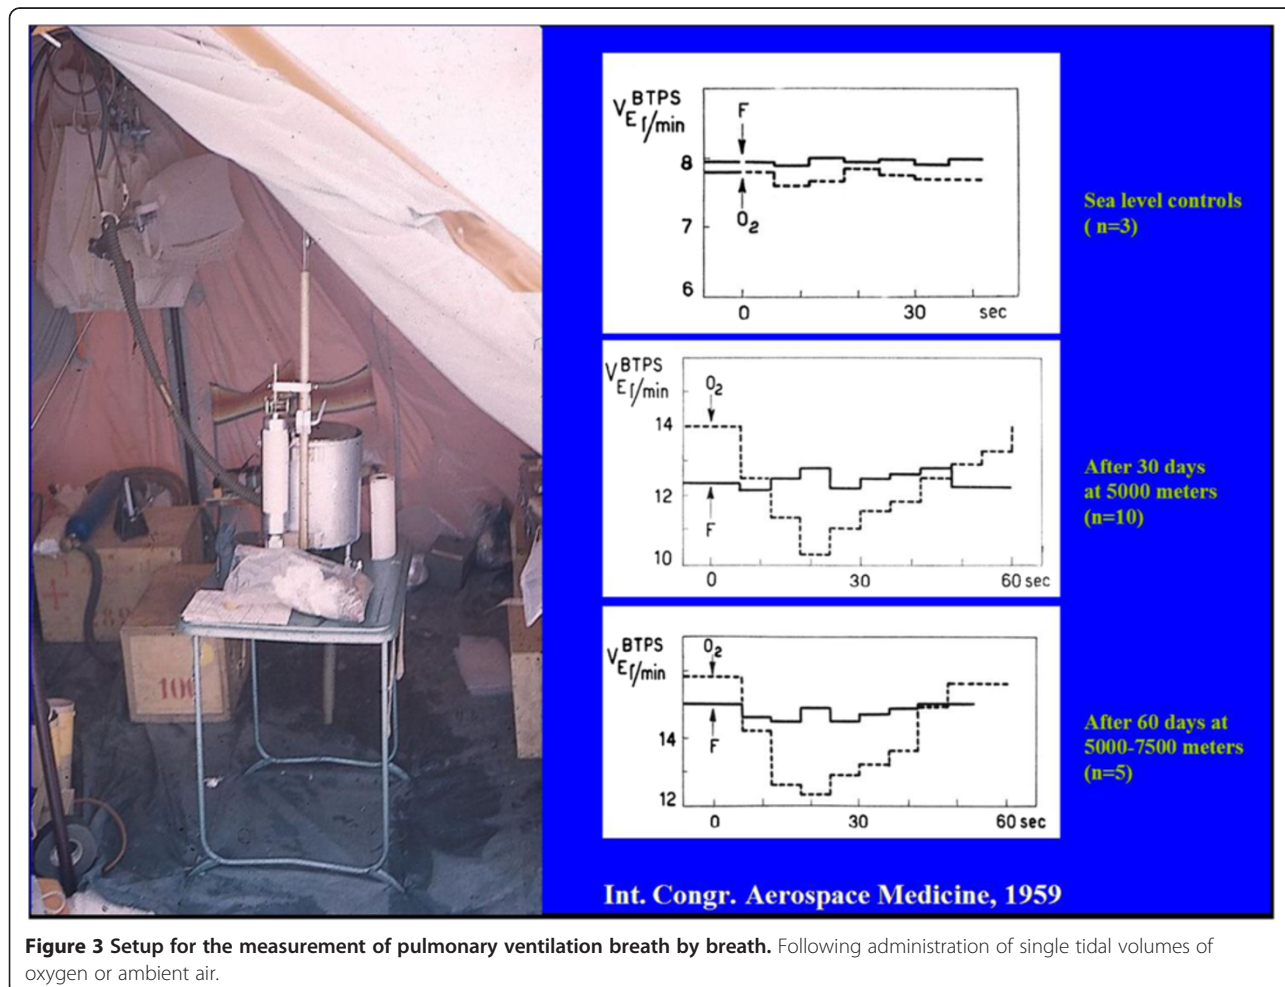 V_E^BTPS l/min
F
8
O2
7
6
0 30 sec
Sea level controls
( n=3)
V_E^BTPS l/min
O2
14
12
F
10
0 30 60 sec
After 30 days
at 5000 meters
(n=10)
V_E^BTPS l/min
O2
14
F
12
0 30 60 sec
After 60 days at
5000-7500 meters
(n=5)
100
Int. Congr. Aerospace Medicine, 1959
Figure 3 Setup for the measurement of pulmonary ventilation breath by breath. Following administration of single tidal volumes of
oxygen or ambient air.